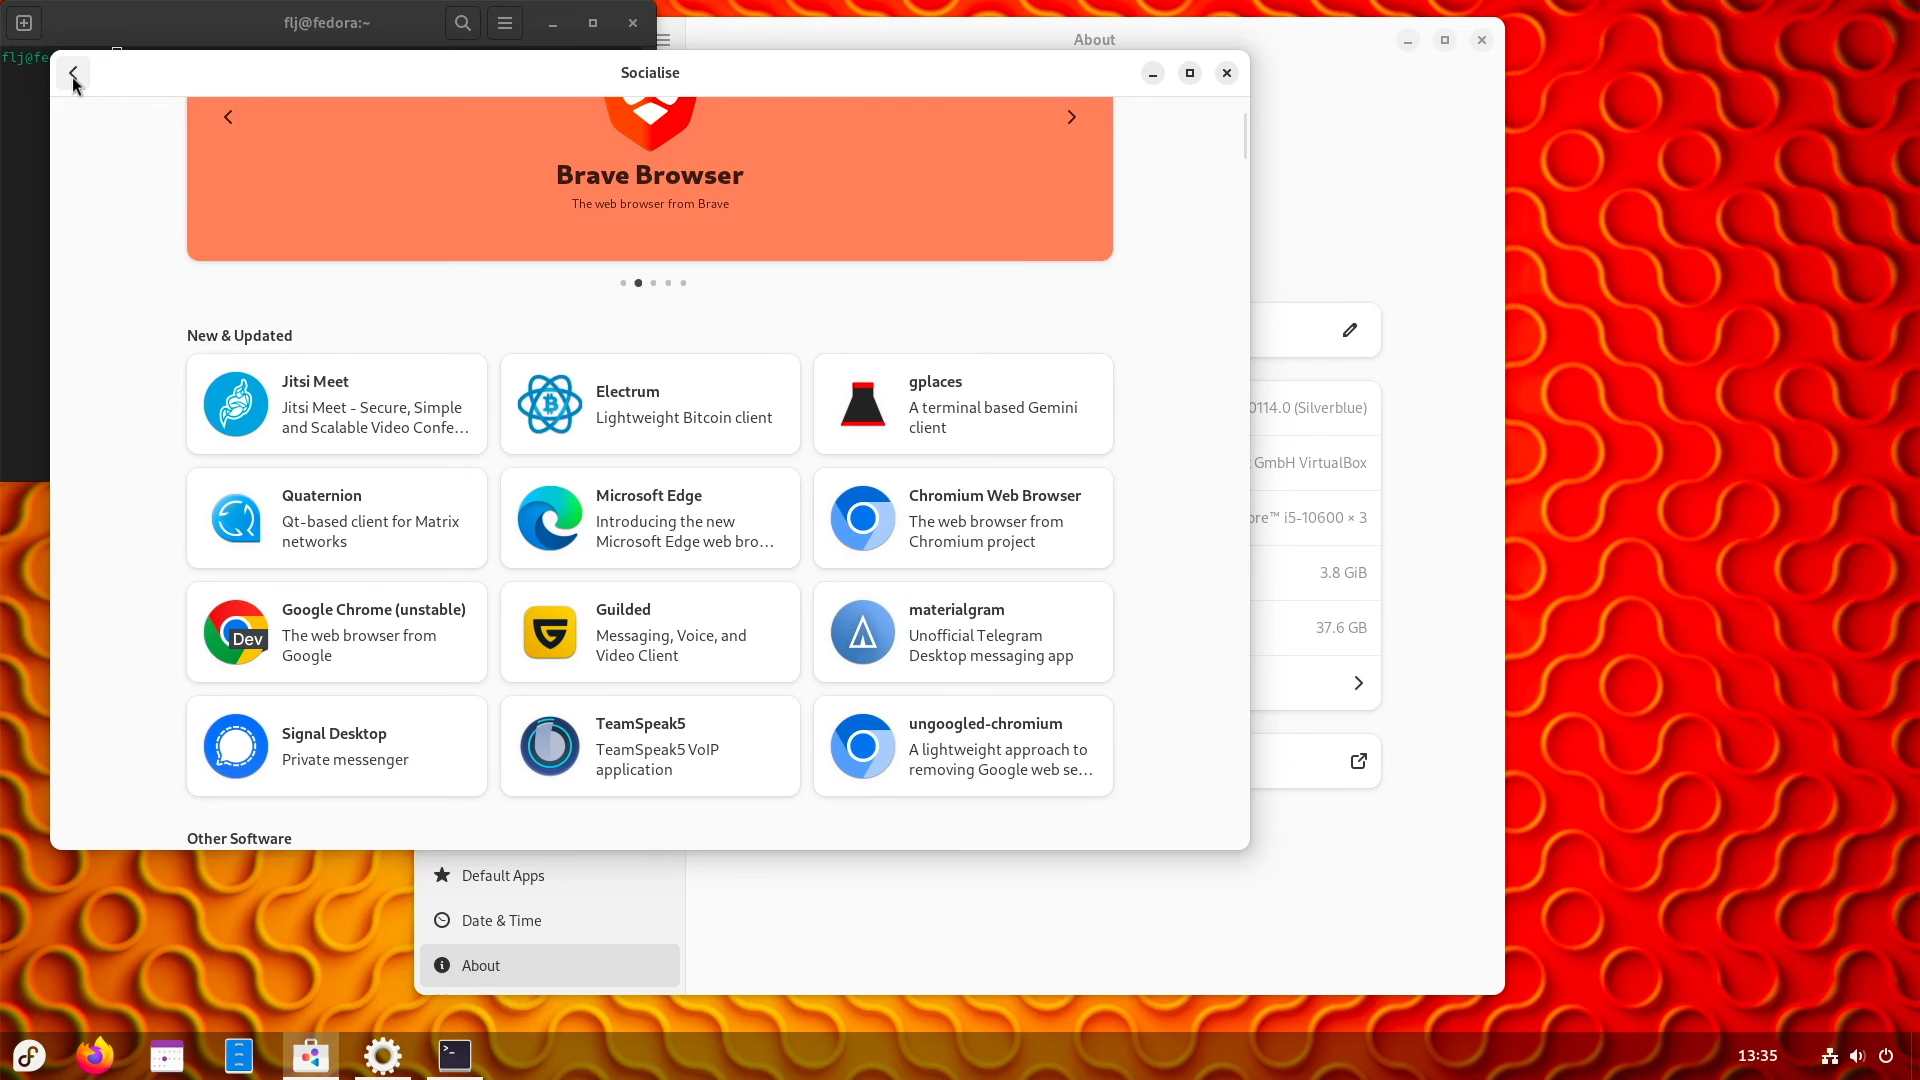 flj@fedora:~
About
flj@fe
Socialise
Brave Browser
The web browser from Brave
New & Updated
Jitsi Meet
Jitsi Meet - Secure, Simple
and Scalable Video Confe...
Electrum
Lightweight Bitcoin client
gplaces
A terminal based Gemini
client
Quaternion
Qt-based client for Matrix
networks
Microsoft Edge
Introducing the new
Microsoft Edge web bro...
Chromium Web Browser
The web browser from
Chromium project
Google Chrome (unstable)
The web browser from
Google
Dev
Guilded
Messaging, Voice, and
Video Client
materialgram
Unofficial Telegram
Desktop messaging app
Signal Desktop
Private messenger
TeamSpeak5
TeamSpeak5 VoIP
application
ungoogled-chromium
A lightweight approach to
removing Google web se...
Other Software
0114.0 (Silverblue)
GmbH VirtualBox
ore™ i5-10600 × 3
3.8 GiB
37.6 GB
Default Apps
Date & Time
About
13:35